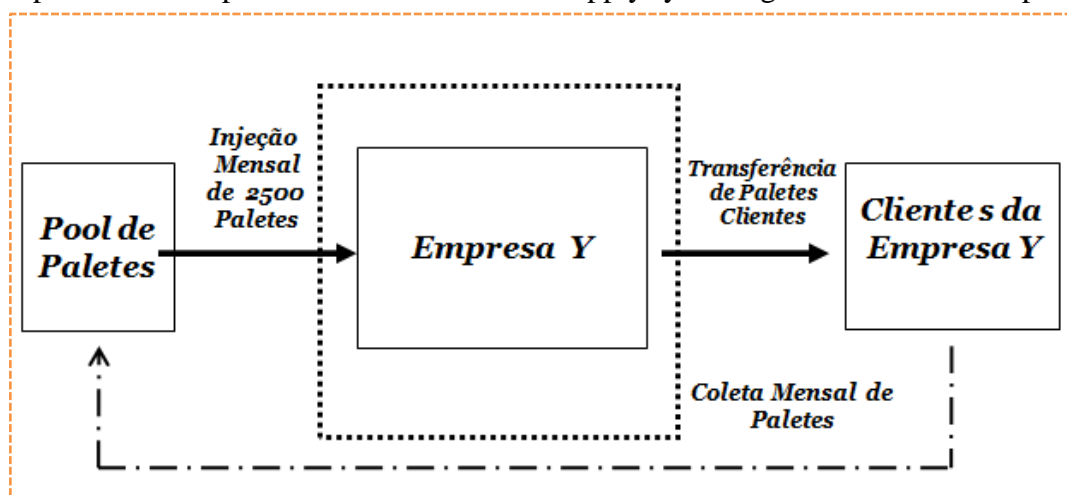 Injeção
Mensal
de 2500
Paletes
Pool de
Paletes
Empresa Y
Transferência
de Paletes
Clientes
Clientes da
Empresa Y
Coleta Mensal de
Paletes